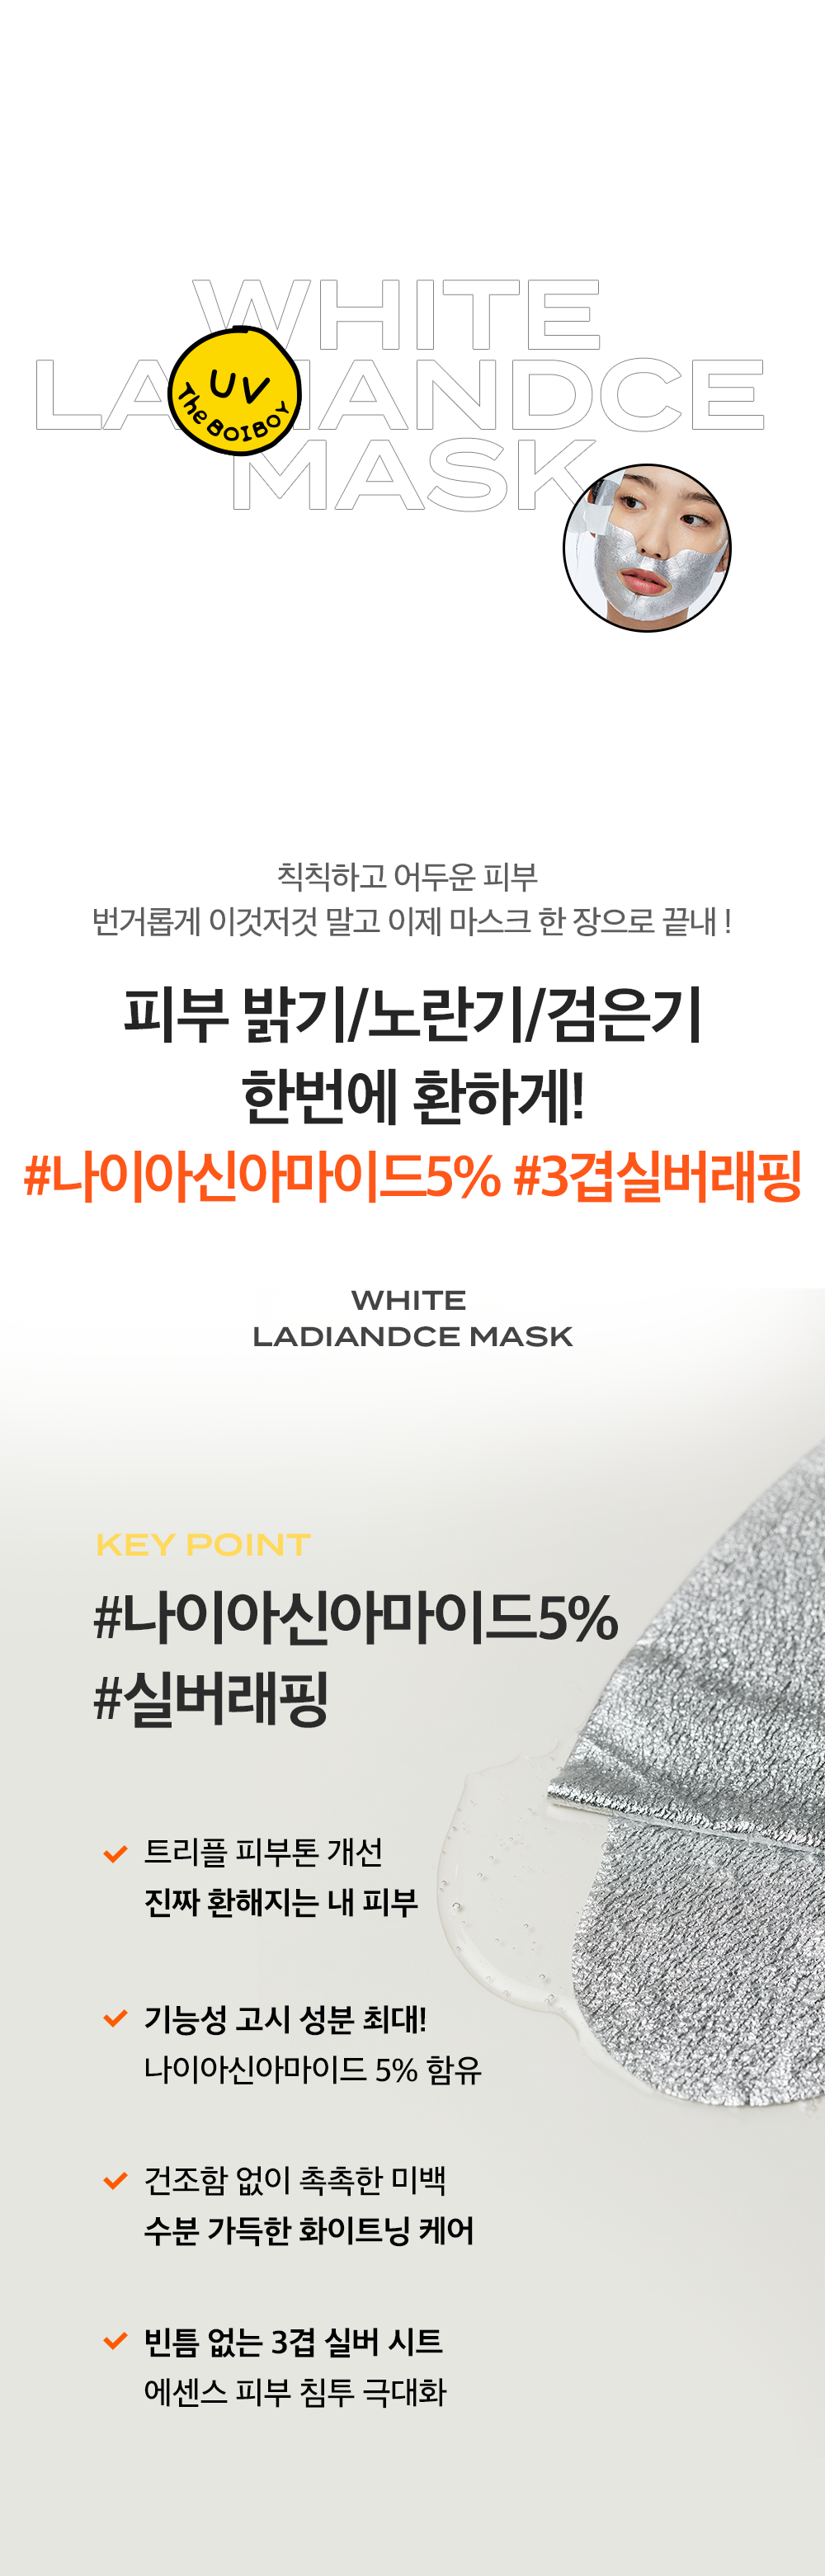 WHITE
LADIANDCE
MASK
UV
The BOIBOY
칙칙하고 어두운 피부
번거롭게 이것저것 말고 이제 마스크 한 장으로 끝내 !
피부 밝기/노란기/검은기
한번에 환하게!
#나이아신아마이드5% #3겹실버래핑
WHITE
LADIANDCE MASK
KEY POINT
#나이아신아마이드5%
#실버래핑
트리플 피부톤 개선
진짜 환해지는 내 피부
기능성 고시 성분 최대!
나이아신아마이드 5% 함유
건조함 없이 촉촉한 미백
수분 가득한 화이트닝 케어
빈틈 없는 3겹 실버 시트
에센스 피부 침투 극대화